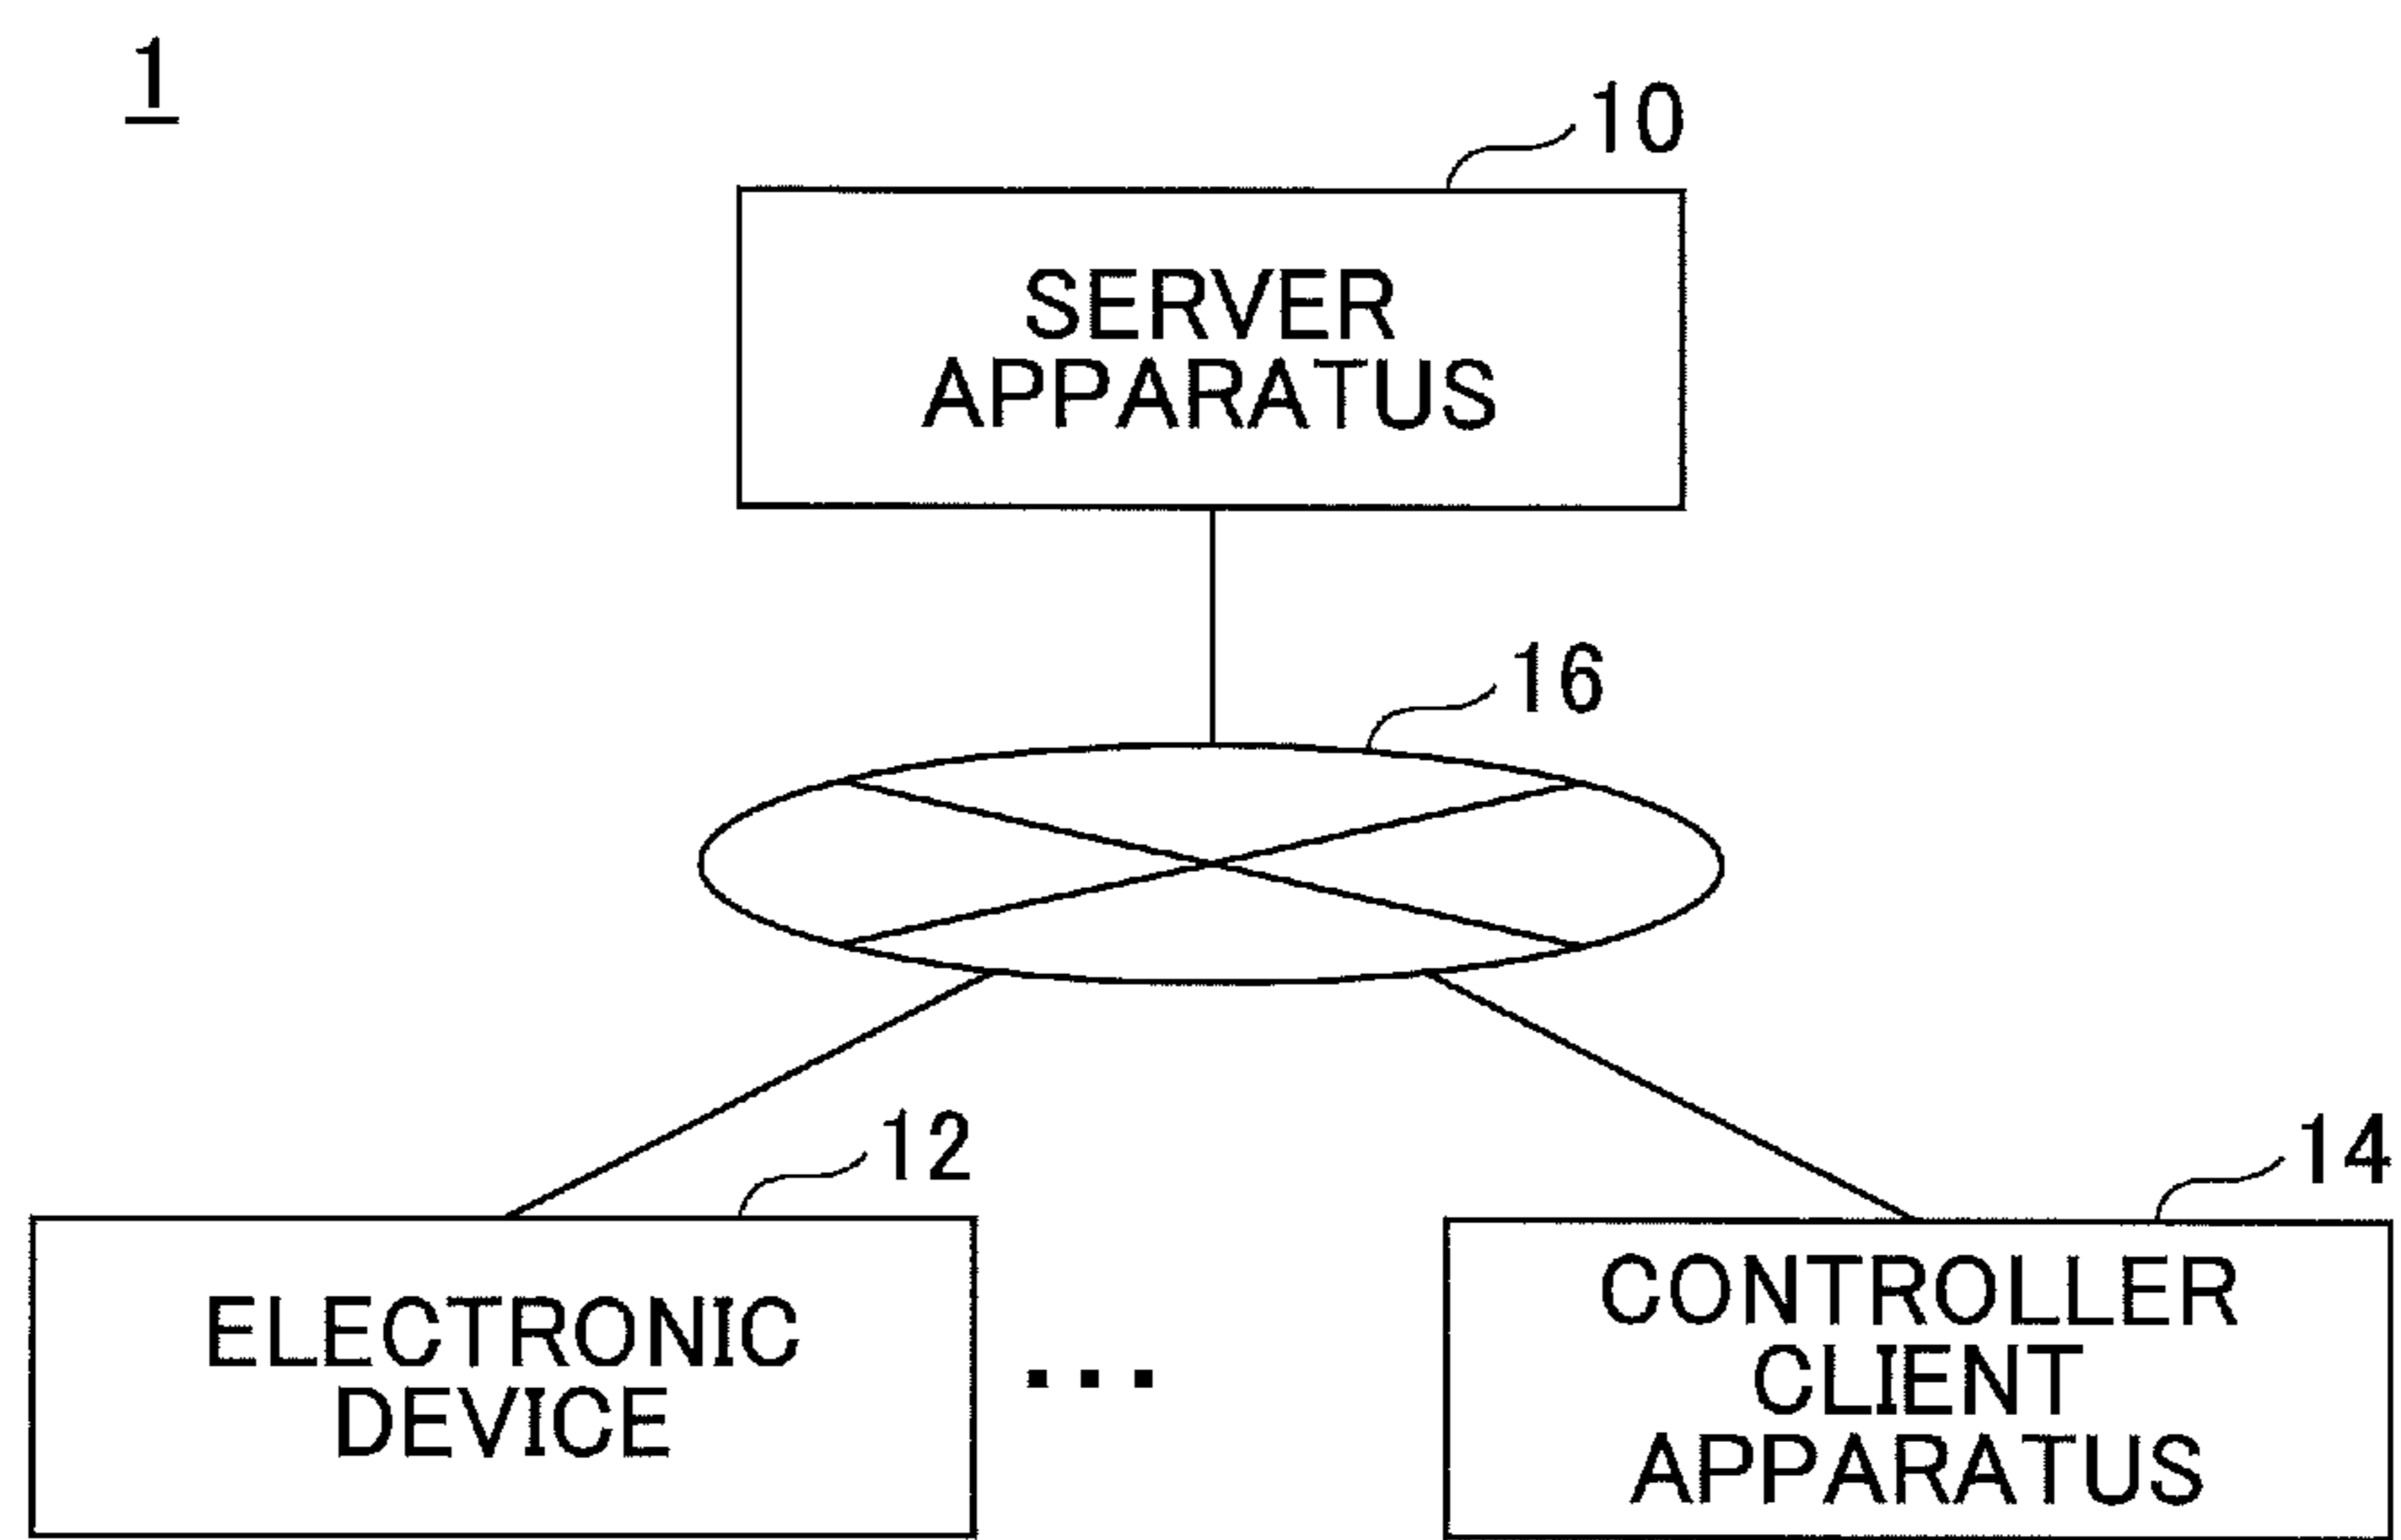 1
10
SERVER
APPARATUS
16
12
14
ELECTRONIC
DEVICE
...
CONTROLLER
CLIENT
APPARATUS